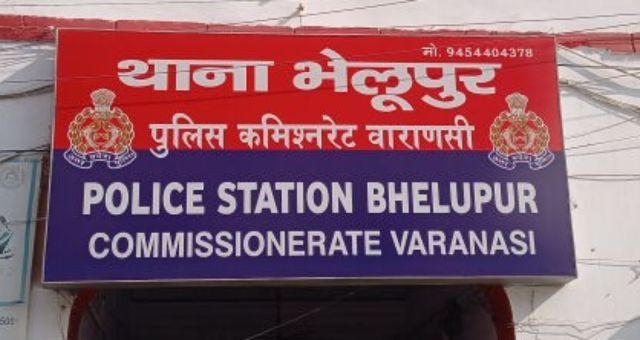 मो. 9454404378
थाना भेलूपुर
पुलिस कमिश्नरेट वाराणसी
POLICE STATION BHELUPUR
COMMISSIONERATE VARANASI